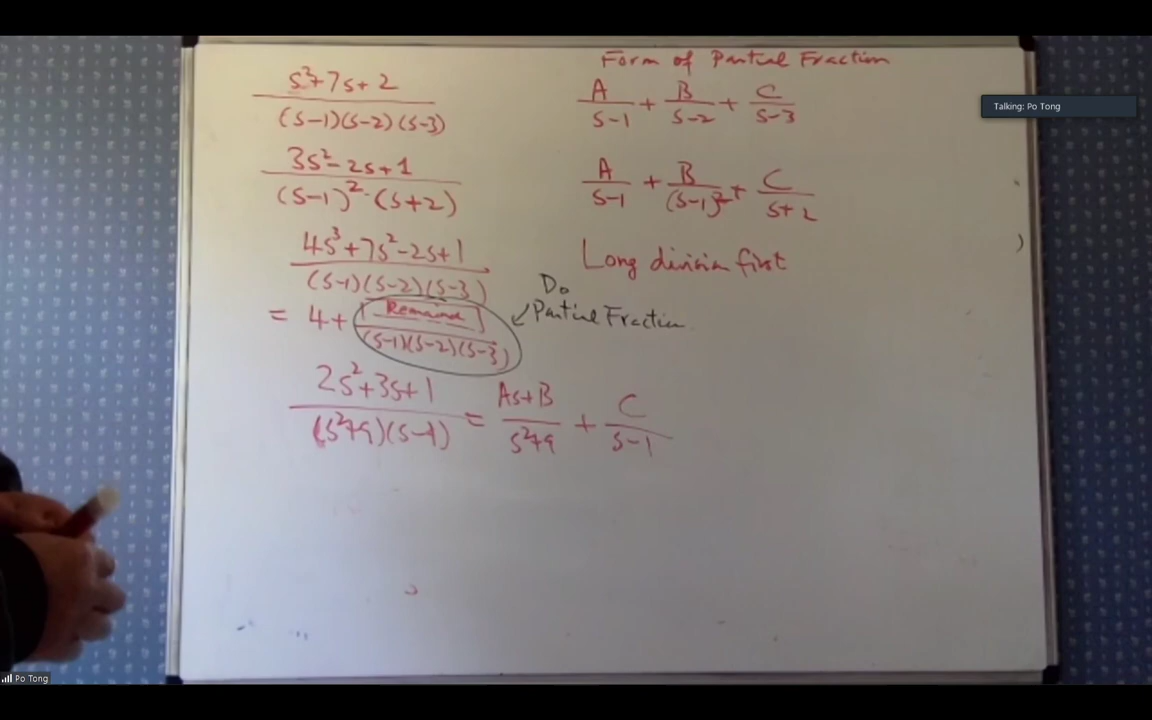 Form of Partial Fraction
s²+7s+2 / (s-1)(s-2)(s-3)    A/s-1 + B/s-2 + C/s-3
Talking: Po Tong
3s²-2s+1 / (s-1)²·(s+2)    A/s-1 + B/(s-1)² + C/s+2
4s³+7s²-2s+1 / (s-1)(s-2)(s-3)    Long division first
= 4+ Remaind / (s-1)(s-2)(s-3)    Do
Partial Fraction
2s²+3s+1 / (s²+9)(s-1) = As+B / s²+9 + C/s-1
Po Tong